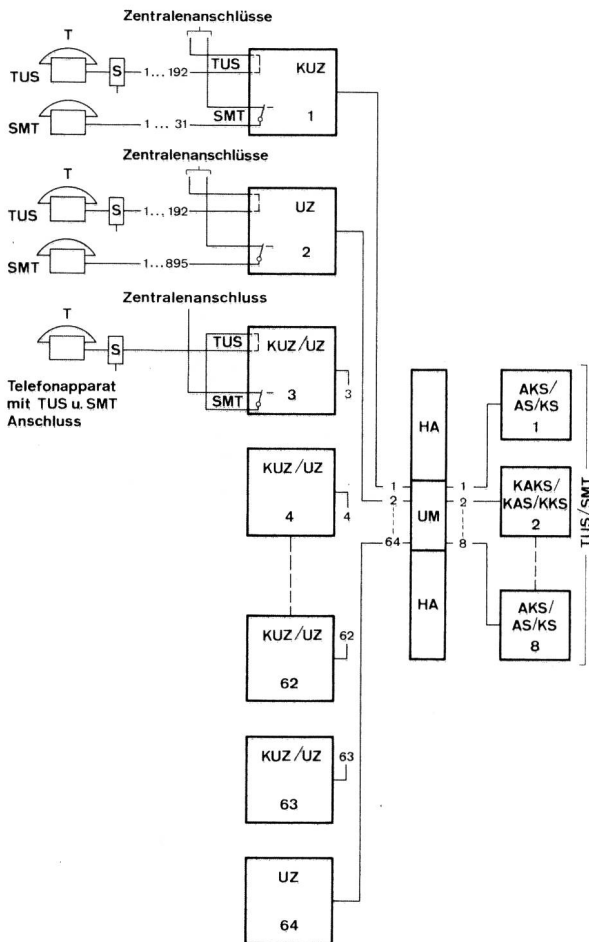 Zentralenanschlüsse
T
TUS
S
1...192
TUS
KUZ
SMT
1...31
SMT
1
Zentralenanschlüsse
T
TUS
S
1...192
UZ
SMT
1...895
2
Zentralenanschluss
T
S
TUS
KUZ/UZ
Telefonapparat
mit TUS u. SMT
Anschluss
SMT
3
3
KUZ/UZ
4
4
KUZ/UZ
62
62
KUZ/UZ
63
63
UZ
64
HA
1
2
64
UM
1
2
8
HA
AKS/
AS/KS
1
KAKS/
KAS/KKS
2
AKS/
AS/KS
8
TUS/SMT